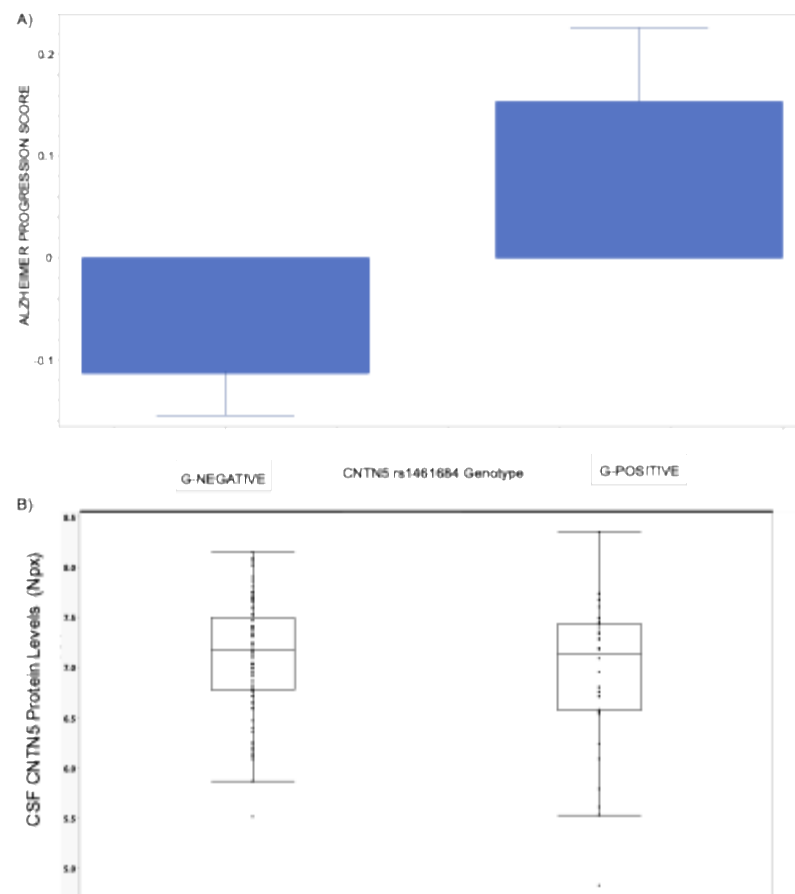 A)
0.2
0.1
0
-0.1
ALZHEIMER PROGRESSION SCORE
G-NEGATIVE
CNTN5 rs1461684 Genotype
G-POSITIVE
B)
8.5
8.0
7.5
7.0
6.5
6.0
5.5
5.0
CSF CNTN5 Protein Levels (Npx)